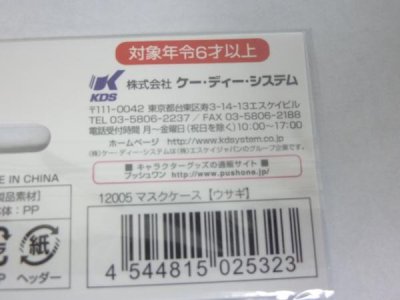 対象年令6才以上
KDS
株式会社 ケー・ディー・システム
〒111-0042 東京都台東区寿3-14-13エスケイビル
TEL 03-5806-2237 / FAX 03-5806-2188
電話受付時間 月～金曜日(祝日を除く)10:00～17:00
ホームページ http://www.kdsystem.co.jp
(株)ケー・ディー・システムは(株)エスケイジャパンのグループ企業です。
■ キャラクターグッズの通販サイト ■
プッシュワン http://www.pushone.jp/
12005 マスクケース【ウサギ】
E IN CHINA
製品素材]
体：PP
紙
P ヘッダー
4 544815 025323